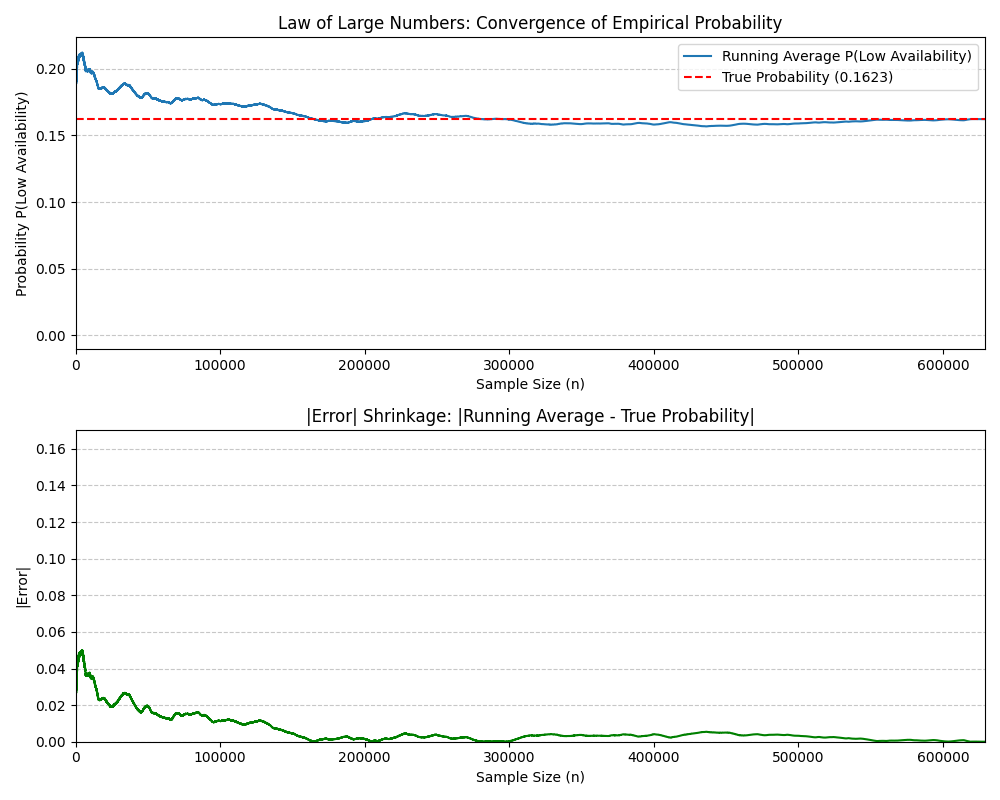 Law of Large Numbers: Convergence of Empirical Probability
Probability P(Low Availability)
0.20
0.15
0.10
0.05
0.00
Running Average P(Low Availability)
True Probability (0.1623)
0 100000 200000 300000 400000 500000 600000
Sample Size (n)
|Error| Shrinkage: |Running Average - True Probability|
|Error|
0.16
0.14
0.12
0.10
0.08
0.06
0.04
0.02
0.00
0 100000 200000 300000 400000 500000 600000
Sample Size (n)